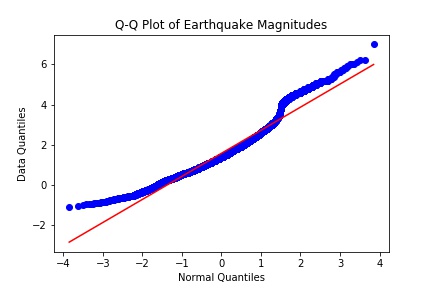 Q-Q Plot of Earthquake Magnitudes
6
4
2
0
−2
Data Quantiles
−4 −3 −2 −1 0 1 2 3 4
Normal Quantiles